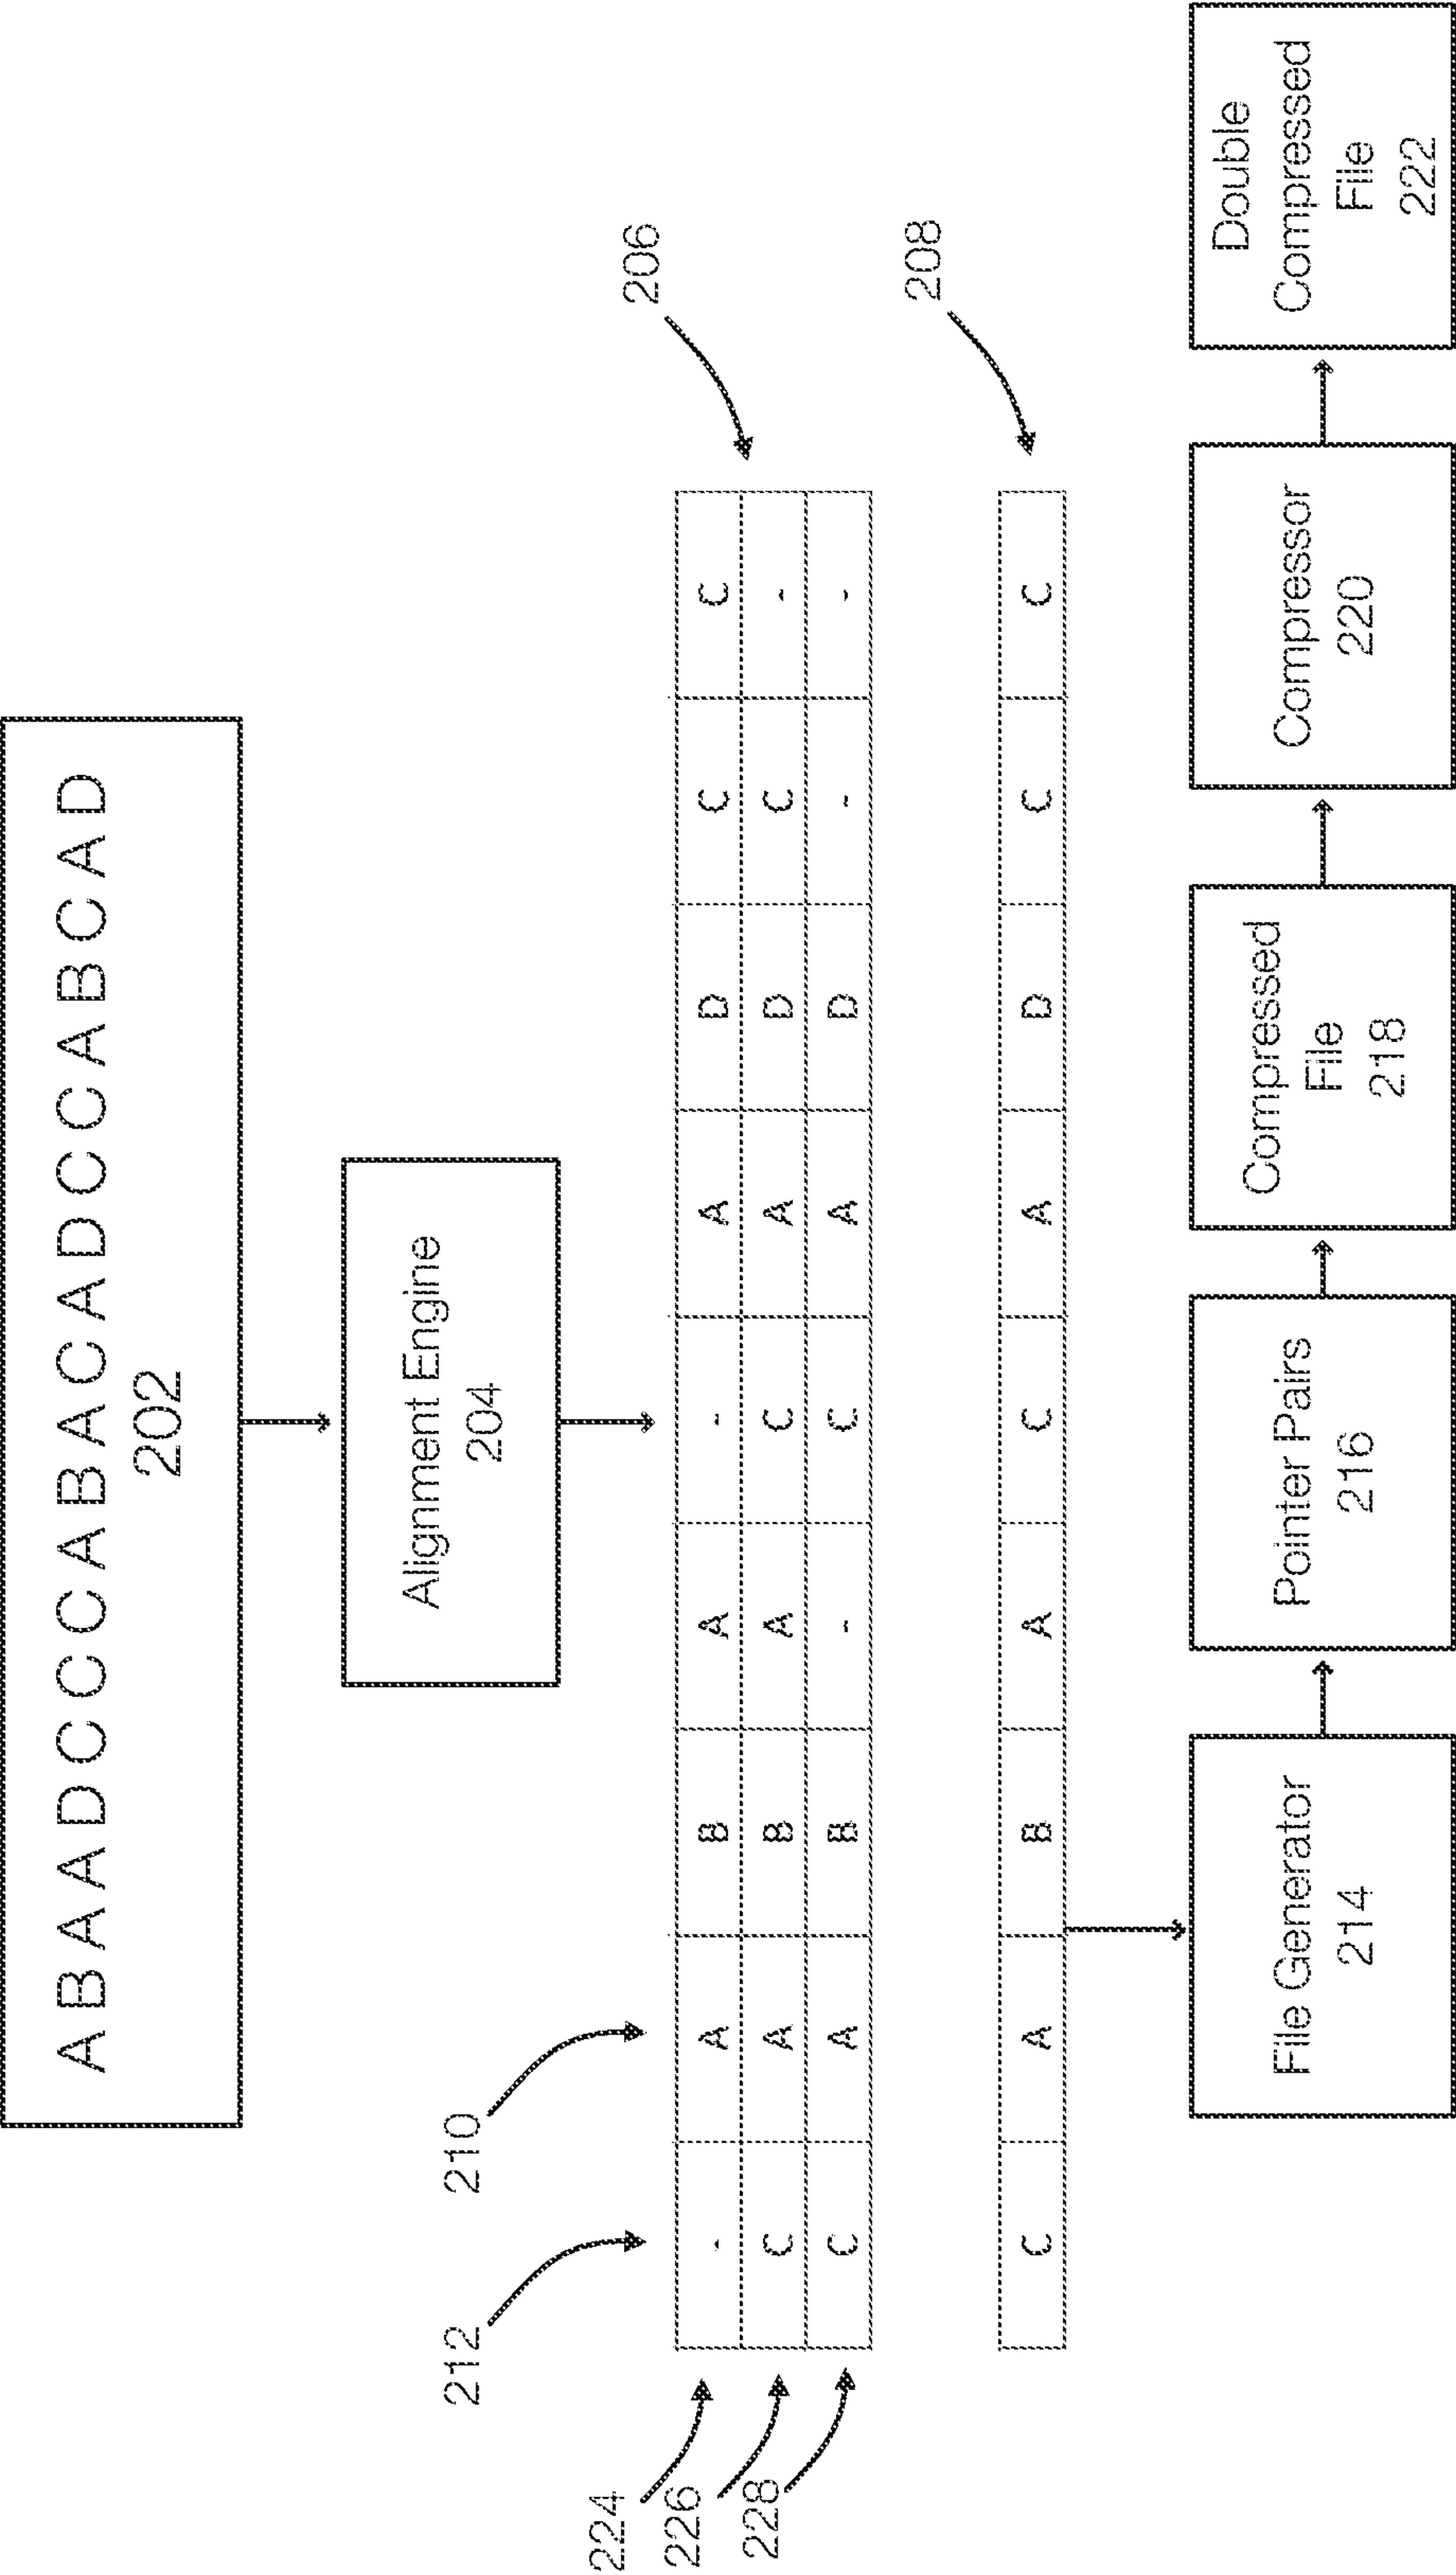 A B A A D C C C A B A C A D C C A B C A D
202
Alignment Engine
204
212
210
206
224
- A B A - A D C C
226
C A B A C A D C -
228
C A B - C A D - -
208
C A B A C A D C C
File Generator
214
Pointer Pairs
216
Compressed
File
218
Compressor
220
Double
Compressed
File
222